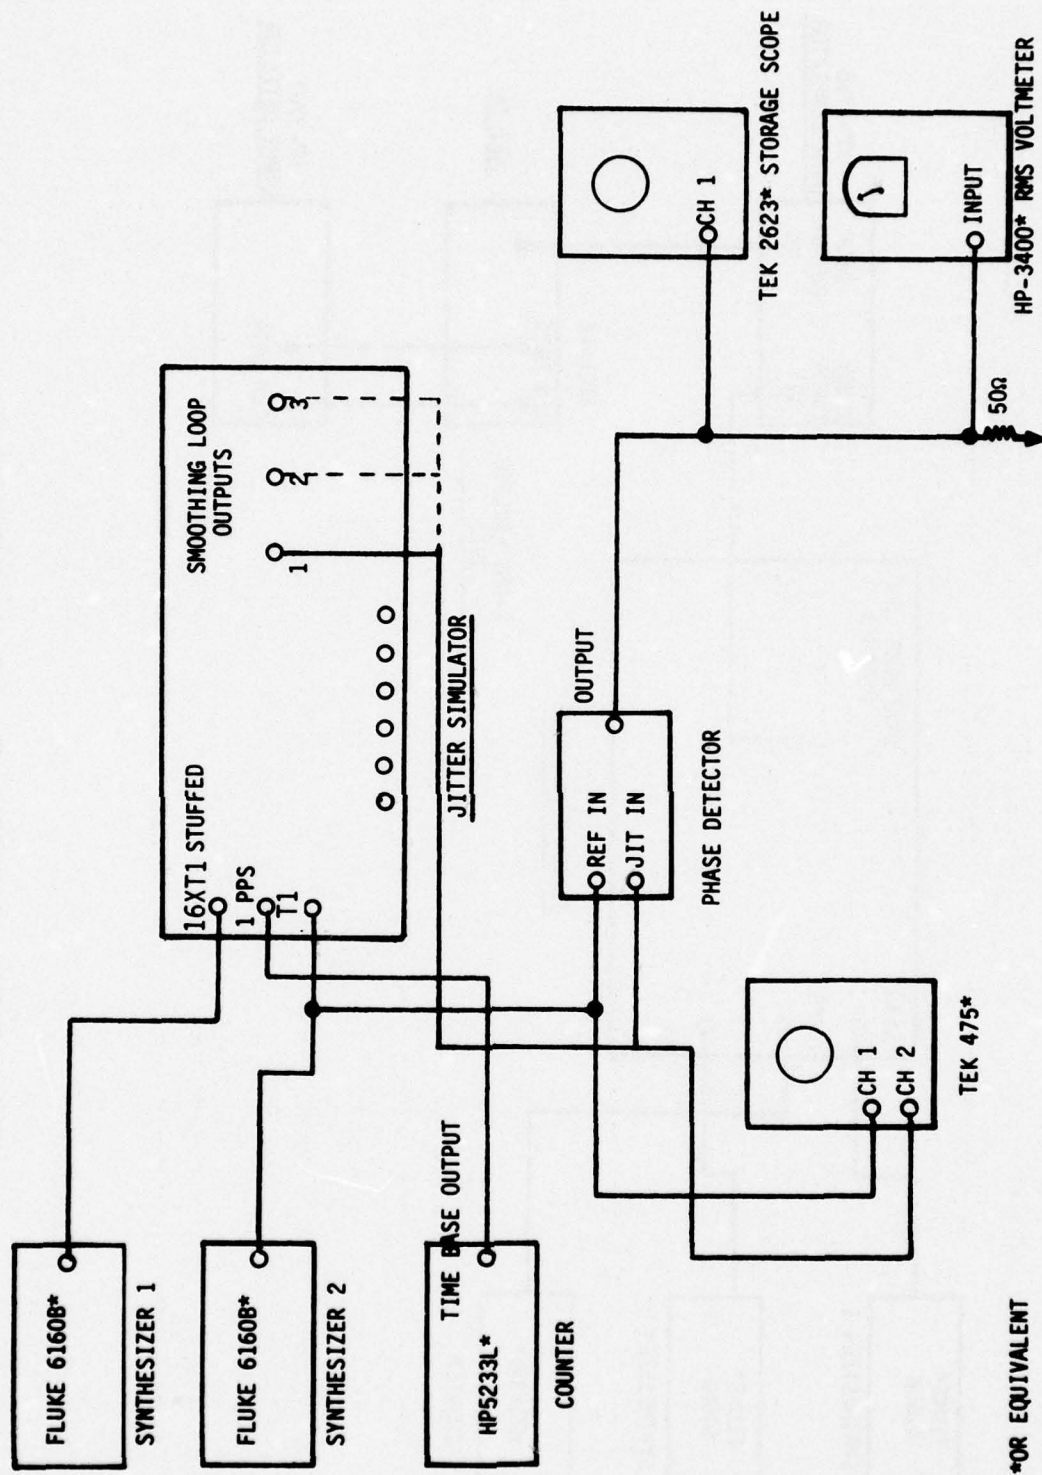 FLUKE 6160B*
SYNTHESIZER 1
FLUKE 6160B*
SYNTHESIZER 2
TIME BASE OUTPUT
HP5233L*
COUNTER
16XT1 STUFFED
1 PPS
T1
SMOOTHING LOOP
OUTPUTS
1
2
3
JITTER SIMULATOR
OUTPUT
REF IN
JIT IN
PHASE DETECTOR
CH 1
CH 2
TEK 475*
CH 1
TEK 2623* STORAGE SCOPE
INPUT
HP-3400* RMS VOLTMETER
50Ω
*OR EQUIVALENT